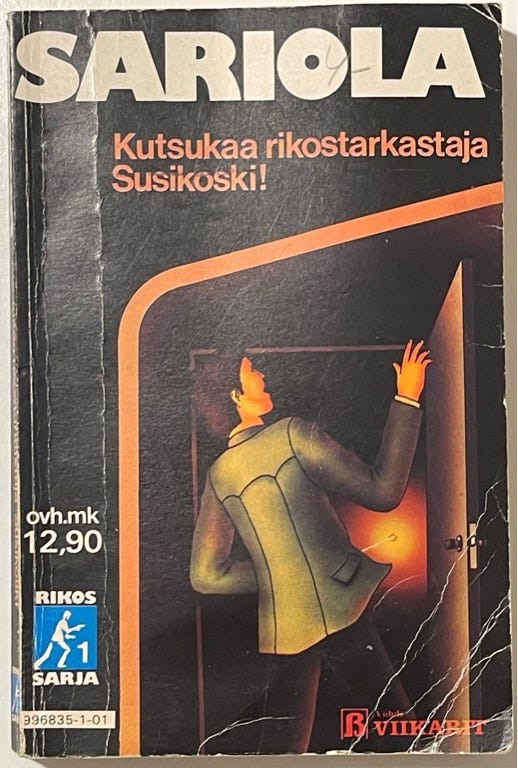 SARIOLA
Kutsukaa rikostarkastaja
Susikoski!
ovh.mk
12,90
RIKOS
1
SARJA
996835-1-01
VIIKARIT